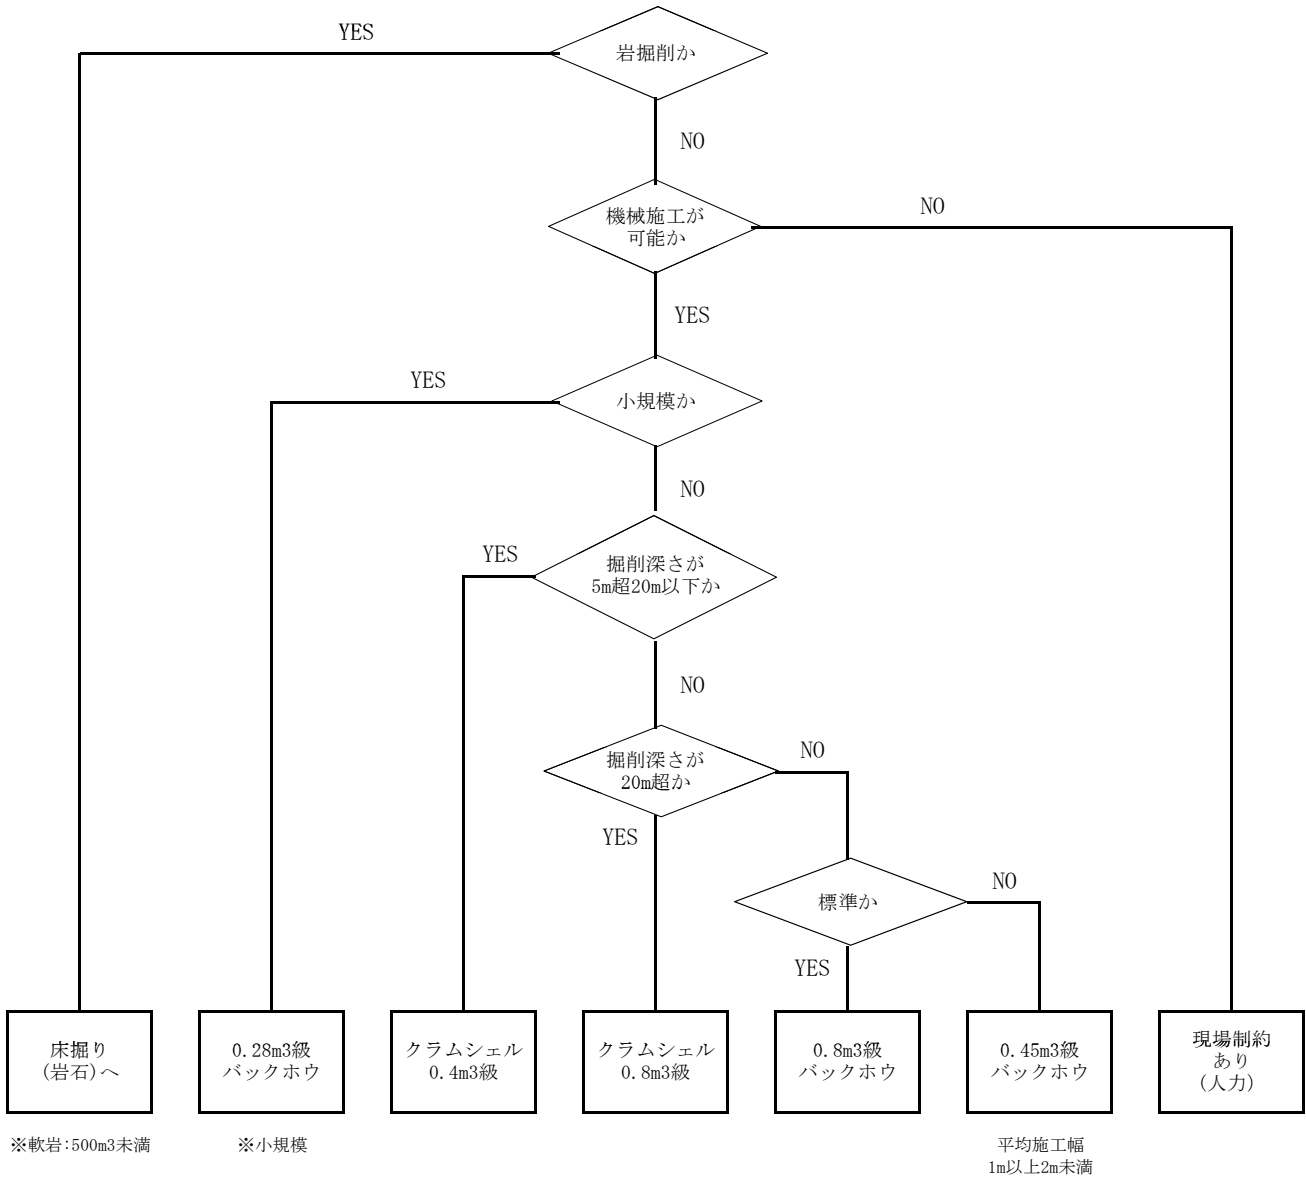 YES
岩掘削か
NO
機械施工が
可能か
NO
YES
YES
小規模か
NO
YES
掘削深さが
5m超20m以下か
NO
掘削深さが
20m超か
NO
YES
標準か
NO
YES
床掘り
(岩石)へ
0.28m3級
バックホウ
クラムシェル
0.4m3級
クラムシェル
0.8m3級
0.8m3級
バックホウ
0.45m3級
バックホウ
現場制約
あり
(人力)
※軟岩:500m3未満
※小規模
平均施工幅
1m以上2m未満